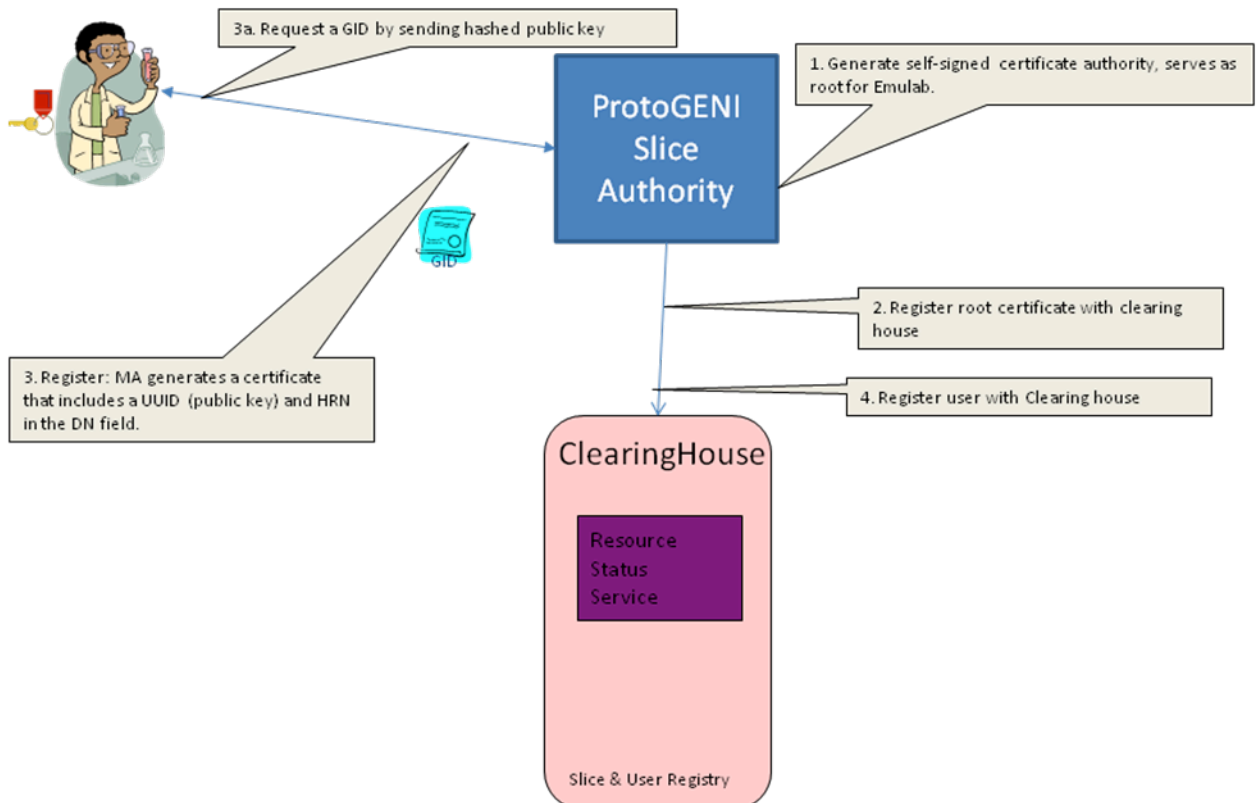 3a. Request a GID by sending hashed public key
1. Generate self-signed certificate authority, serves as
root for Emulab.
ProtoGENI
Slice
Authority
GID
2. Register root certificate with clearing
house
3. Register: MA generates a certificate
that includes a UUID (public key) and HRN
in the DN field.
4. Register user with Clearing house
ClearingHouse
Resource
Status
Service
Slice & User Registry